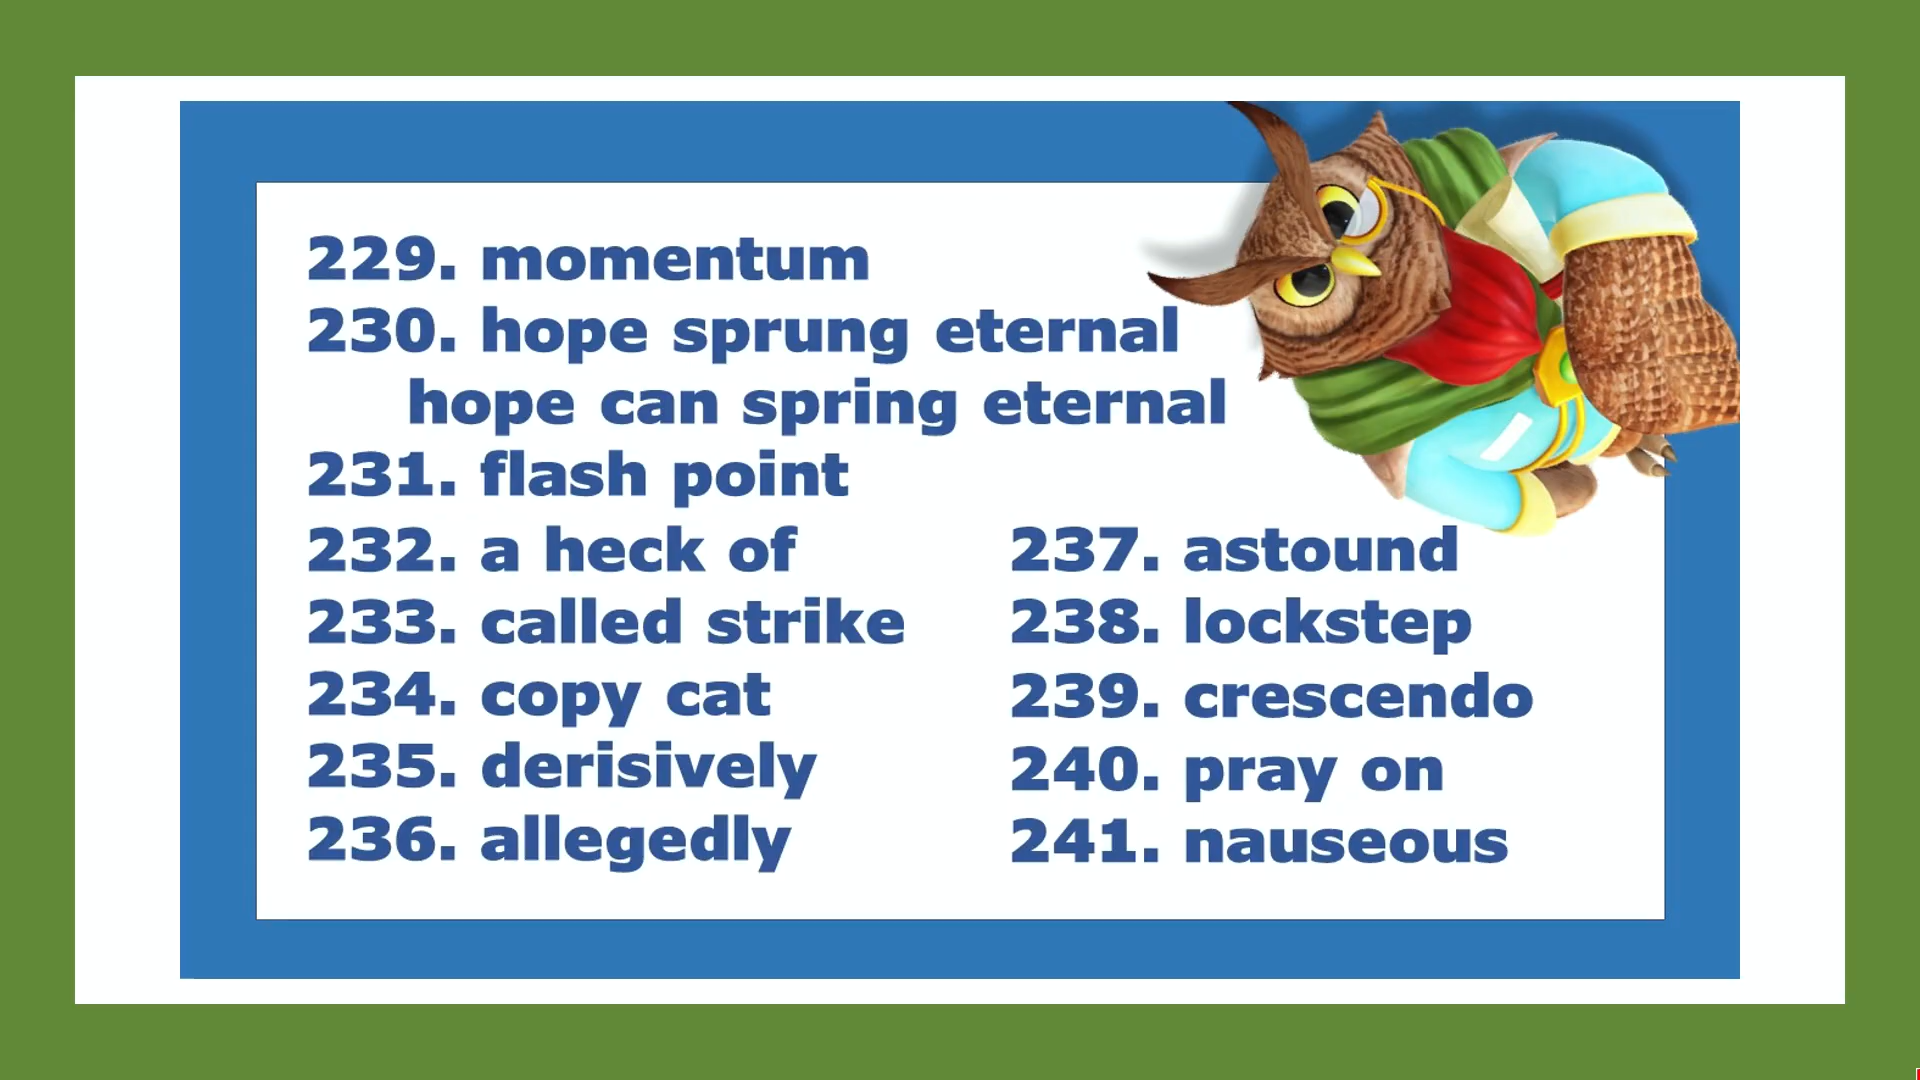 229. momentum
230. hope sprung eternal
hope can spring eternal
231. flash point
232. a heck of
233. called strike
234. copy cat
235. derisively
236. allegedly
237. astound
238. lockstep
239. crescendo
240. pray on
241. nauseous